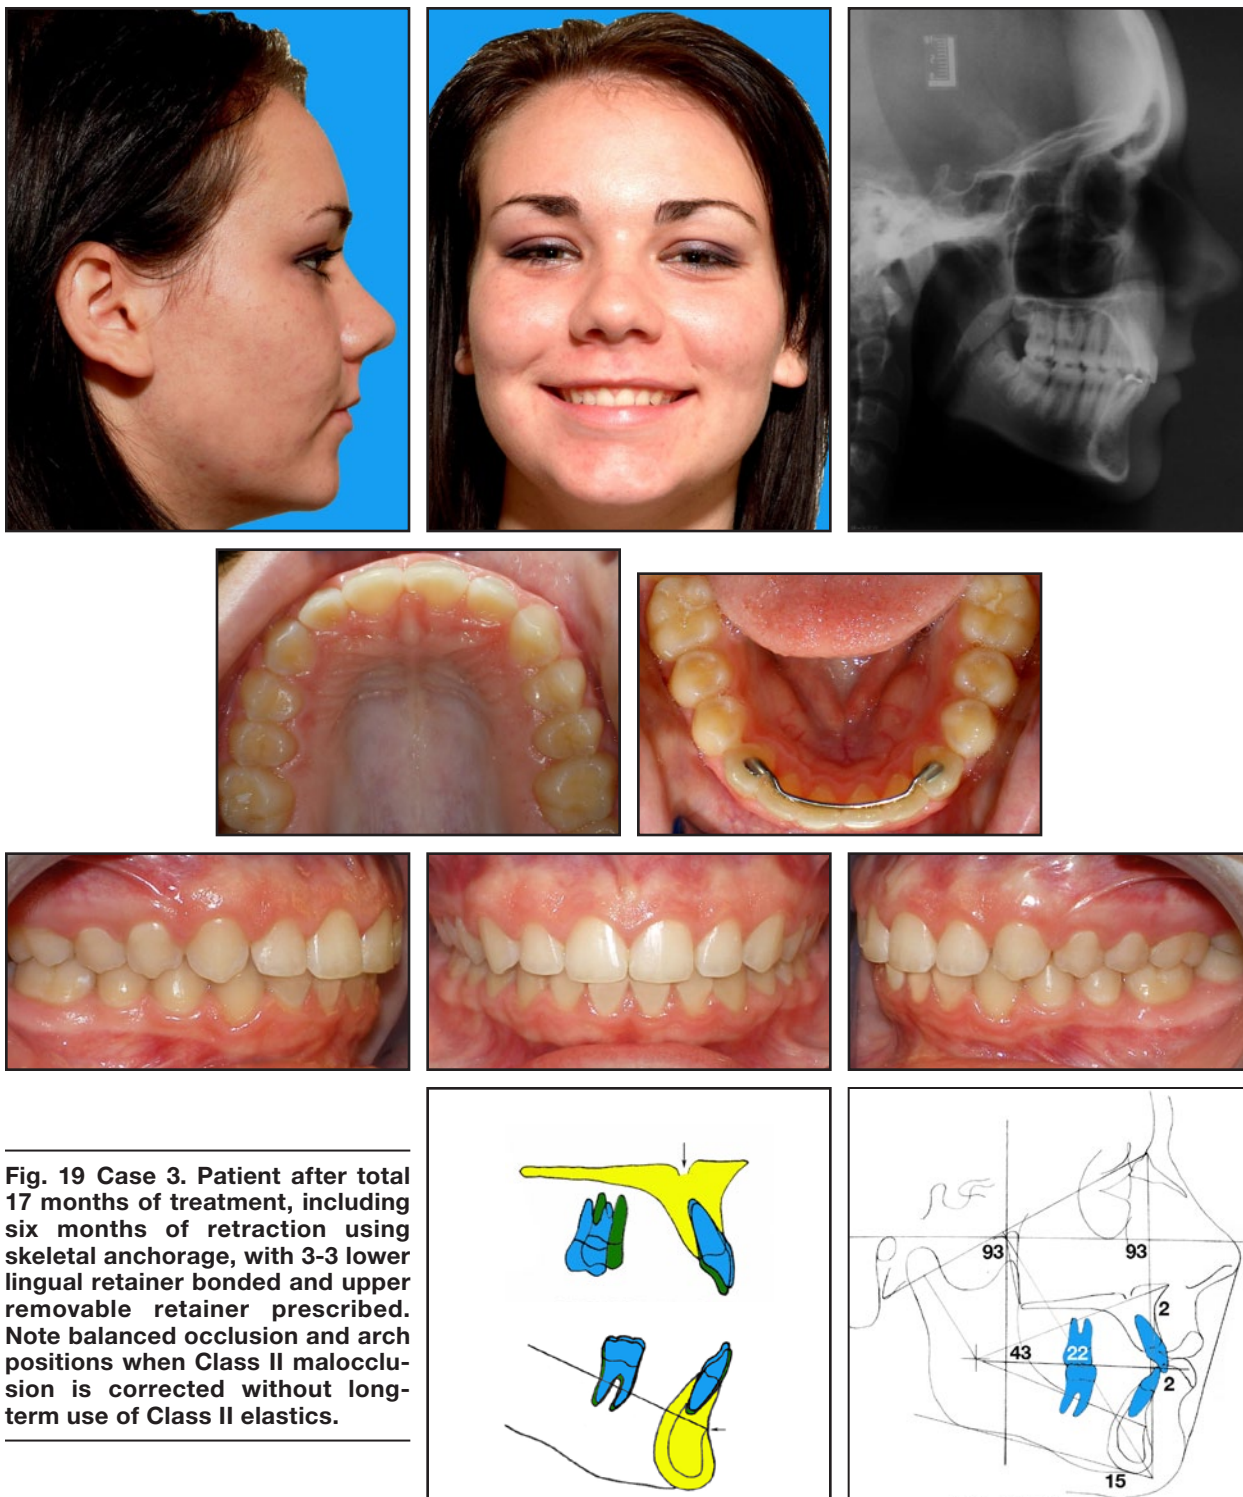 Fig. 19 Case 3. Patient after total
17 months of treatment, including
six months of retraction using
skeletal anchorage, with 3-3 lower
lingual retainer bonded and upper
removable retainer prescribed.
Note balanced occlusion and arch
positions when Class II malocclu-
sion is corrected without long-
term use of Class II elastics.
93
93
2
43
22
2
15